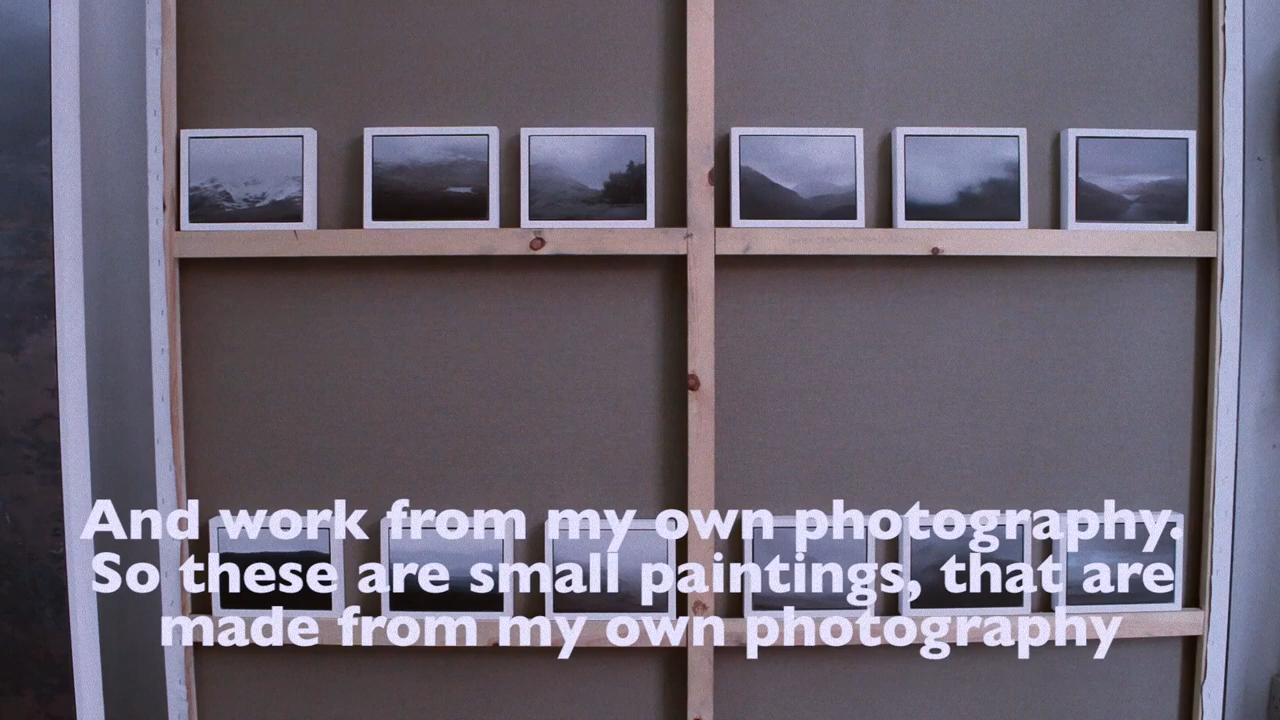 And work from my own photography.
So these are small paintings, that are
made from my own photography